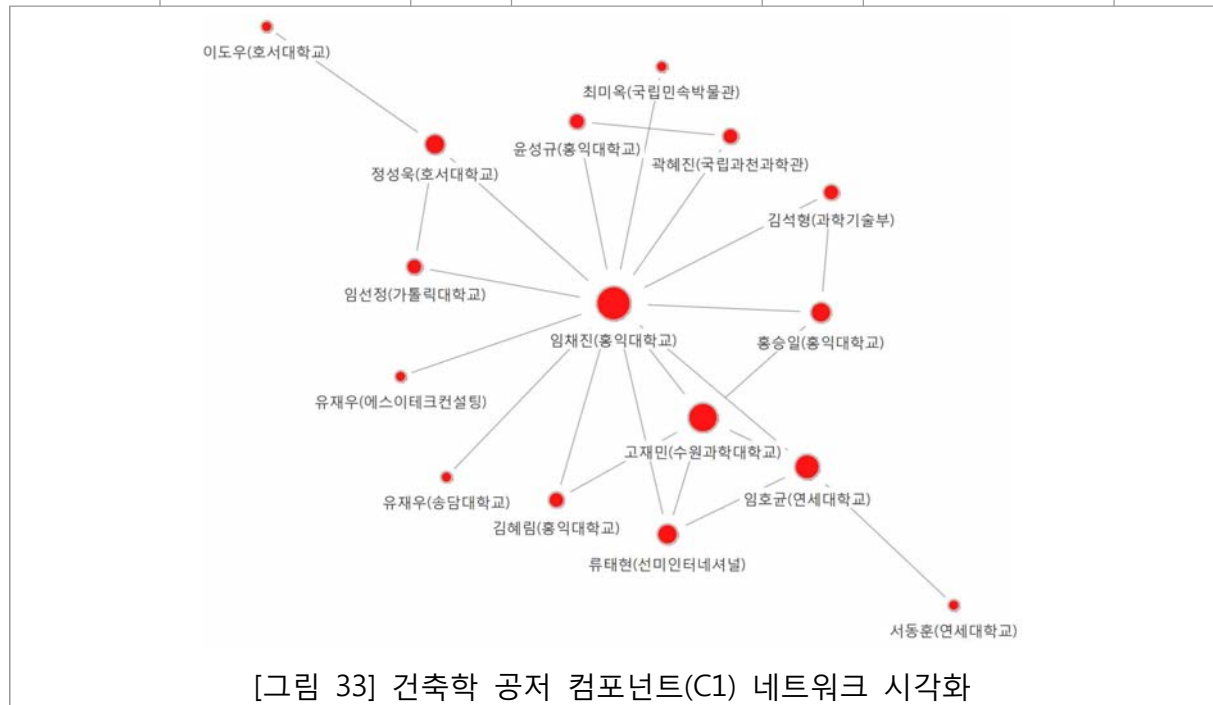 이도우(호서대학교)
최미옥(국립민속박물관)
윤성규(홍익대학교)
곽혜진(국립과천과학관)
정성욱(호서대학교)
김석형(과학기술부)
임선정(가톨릭대학교)
임채진(홍익대학교)
홍승일(홍익대학교)
유재우(에스이테크컨설팅)
고재민(수원과학대학교)
유재우(송담대학교)
임호균(연세대학교)
김혜림(홍익대학교)
류태현(선미인터네셔널)
서동훈(연세대학교)
[그림 33] 건축학 공저 컴포넌트(C1) 네트워크 시각화